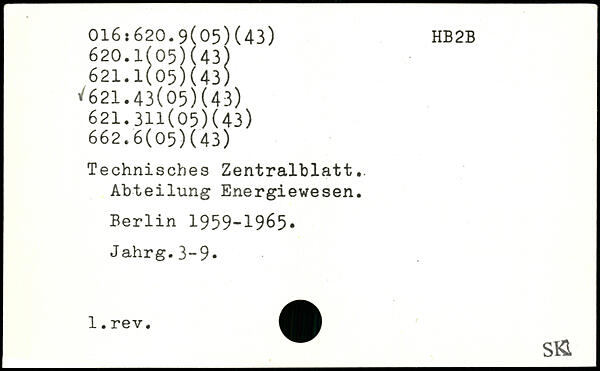 016:620.9(05)(43) HB2B
620.1(05)(43)
621.1(05)(43)
✓621.43(05)(43)
621.311(05)(43)
662.6(05)(43)
Technisches Zentralblatt.
Abteilung Energiewesen.
Berlin 1959-1965.
Jahrg.3-9.
1.rev.